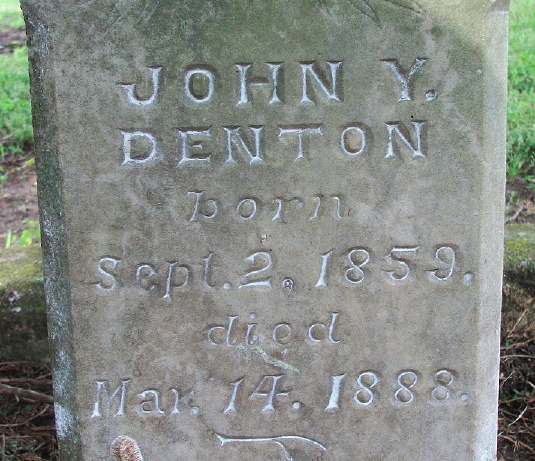 JOHN Y.
DENTON
born
Sept. 2, 1859.
died
Mar. 14. 1888.